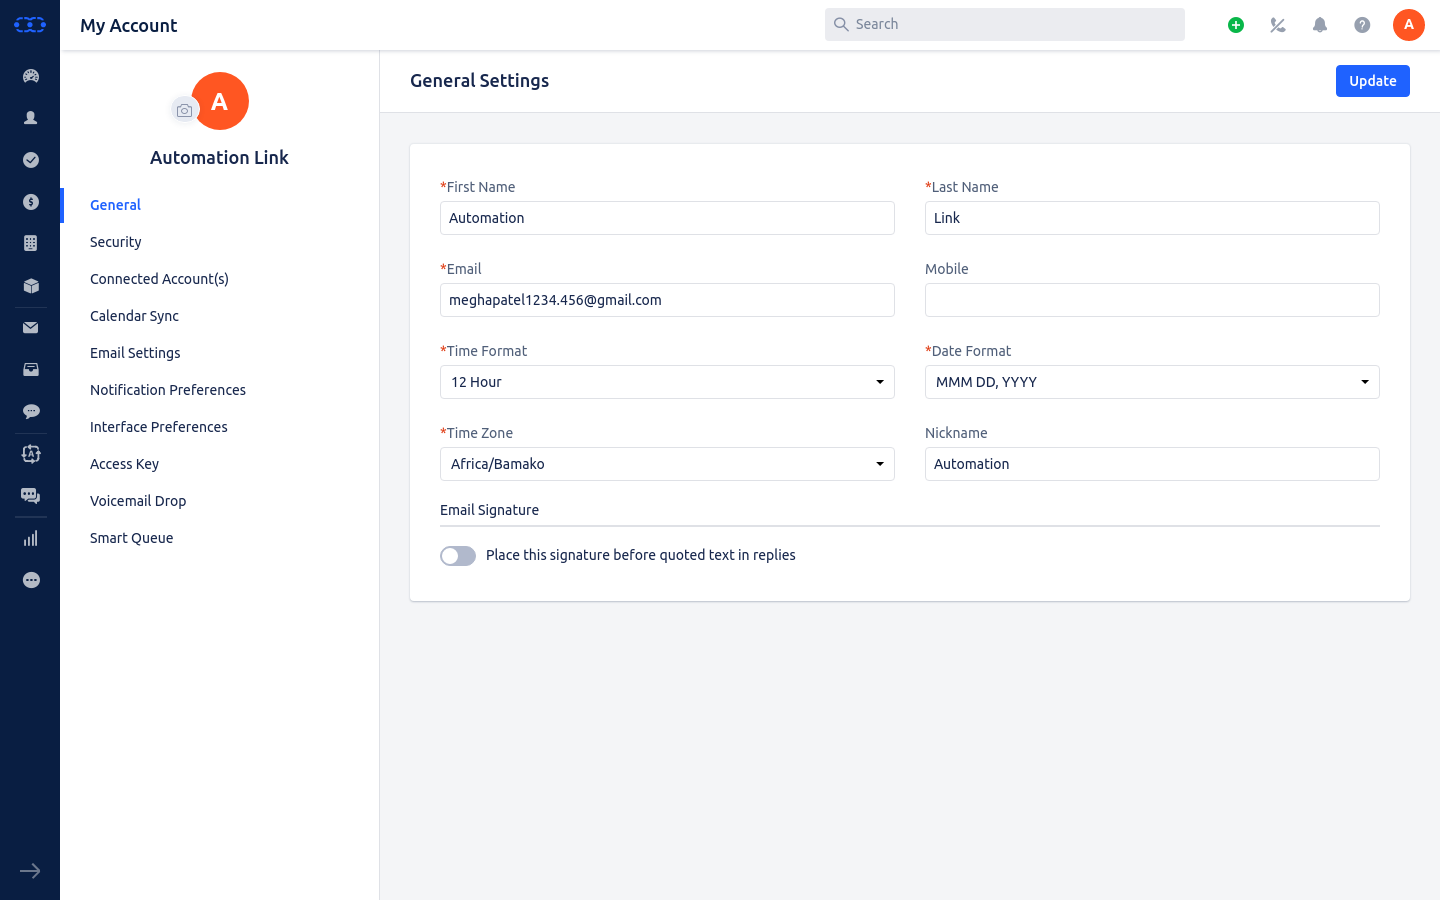 My Account
Search
A
A
Automation Link
General
Security
Connected Account(s)
Calendar Sync
Email Settings
Notification Preferences
Interface Preferences
Access Key
Voicemail Drop
Smart Queue
General Settings
Update
*First Name
Automation
*Last Name
Link
*Email
meghapatel1234.456@gmail.com
Mobile
*Time Format
12 Hour
*Date Format
MMM DD, YYYY
*Time Zone
Africa/Bamako
Nickname
Automation
Email Signature
Place this signature before quoted text in replies